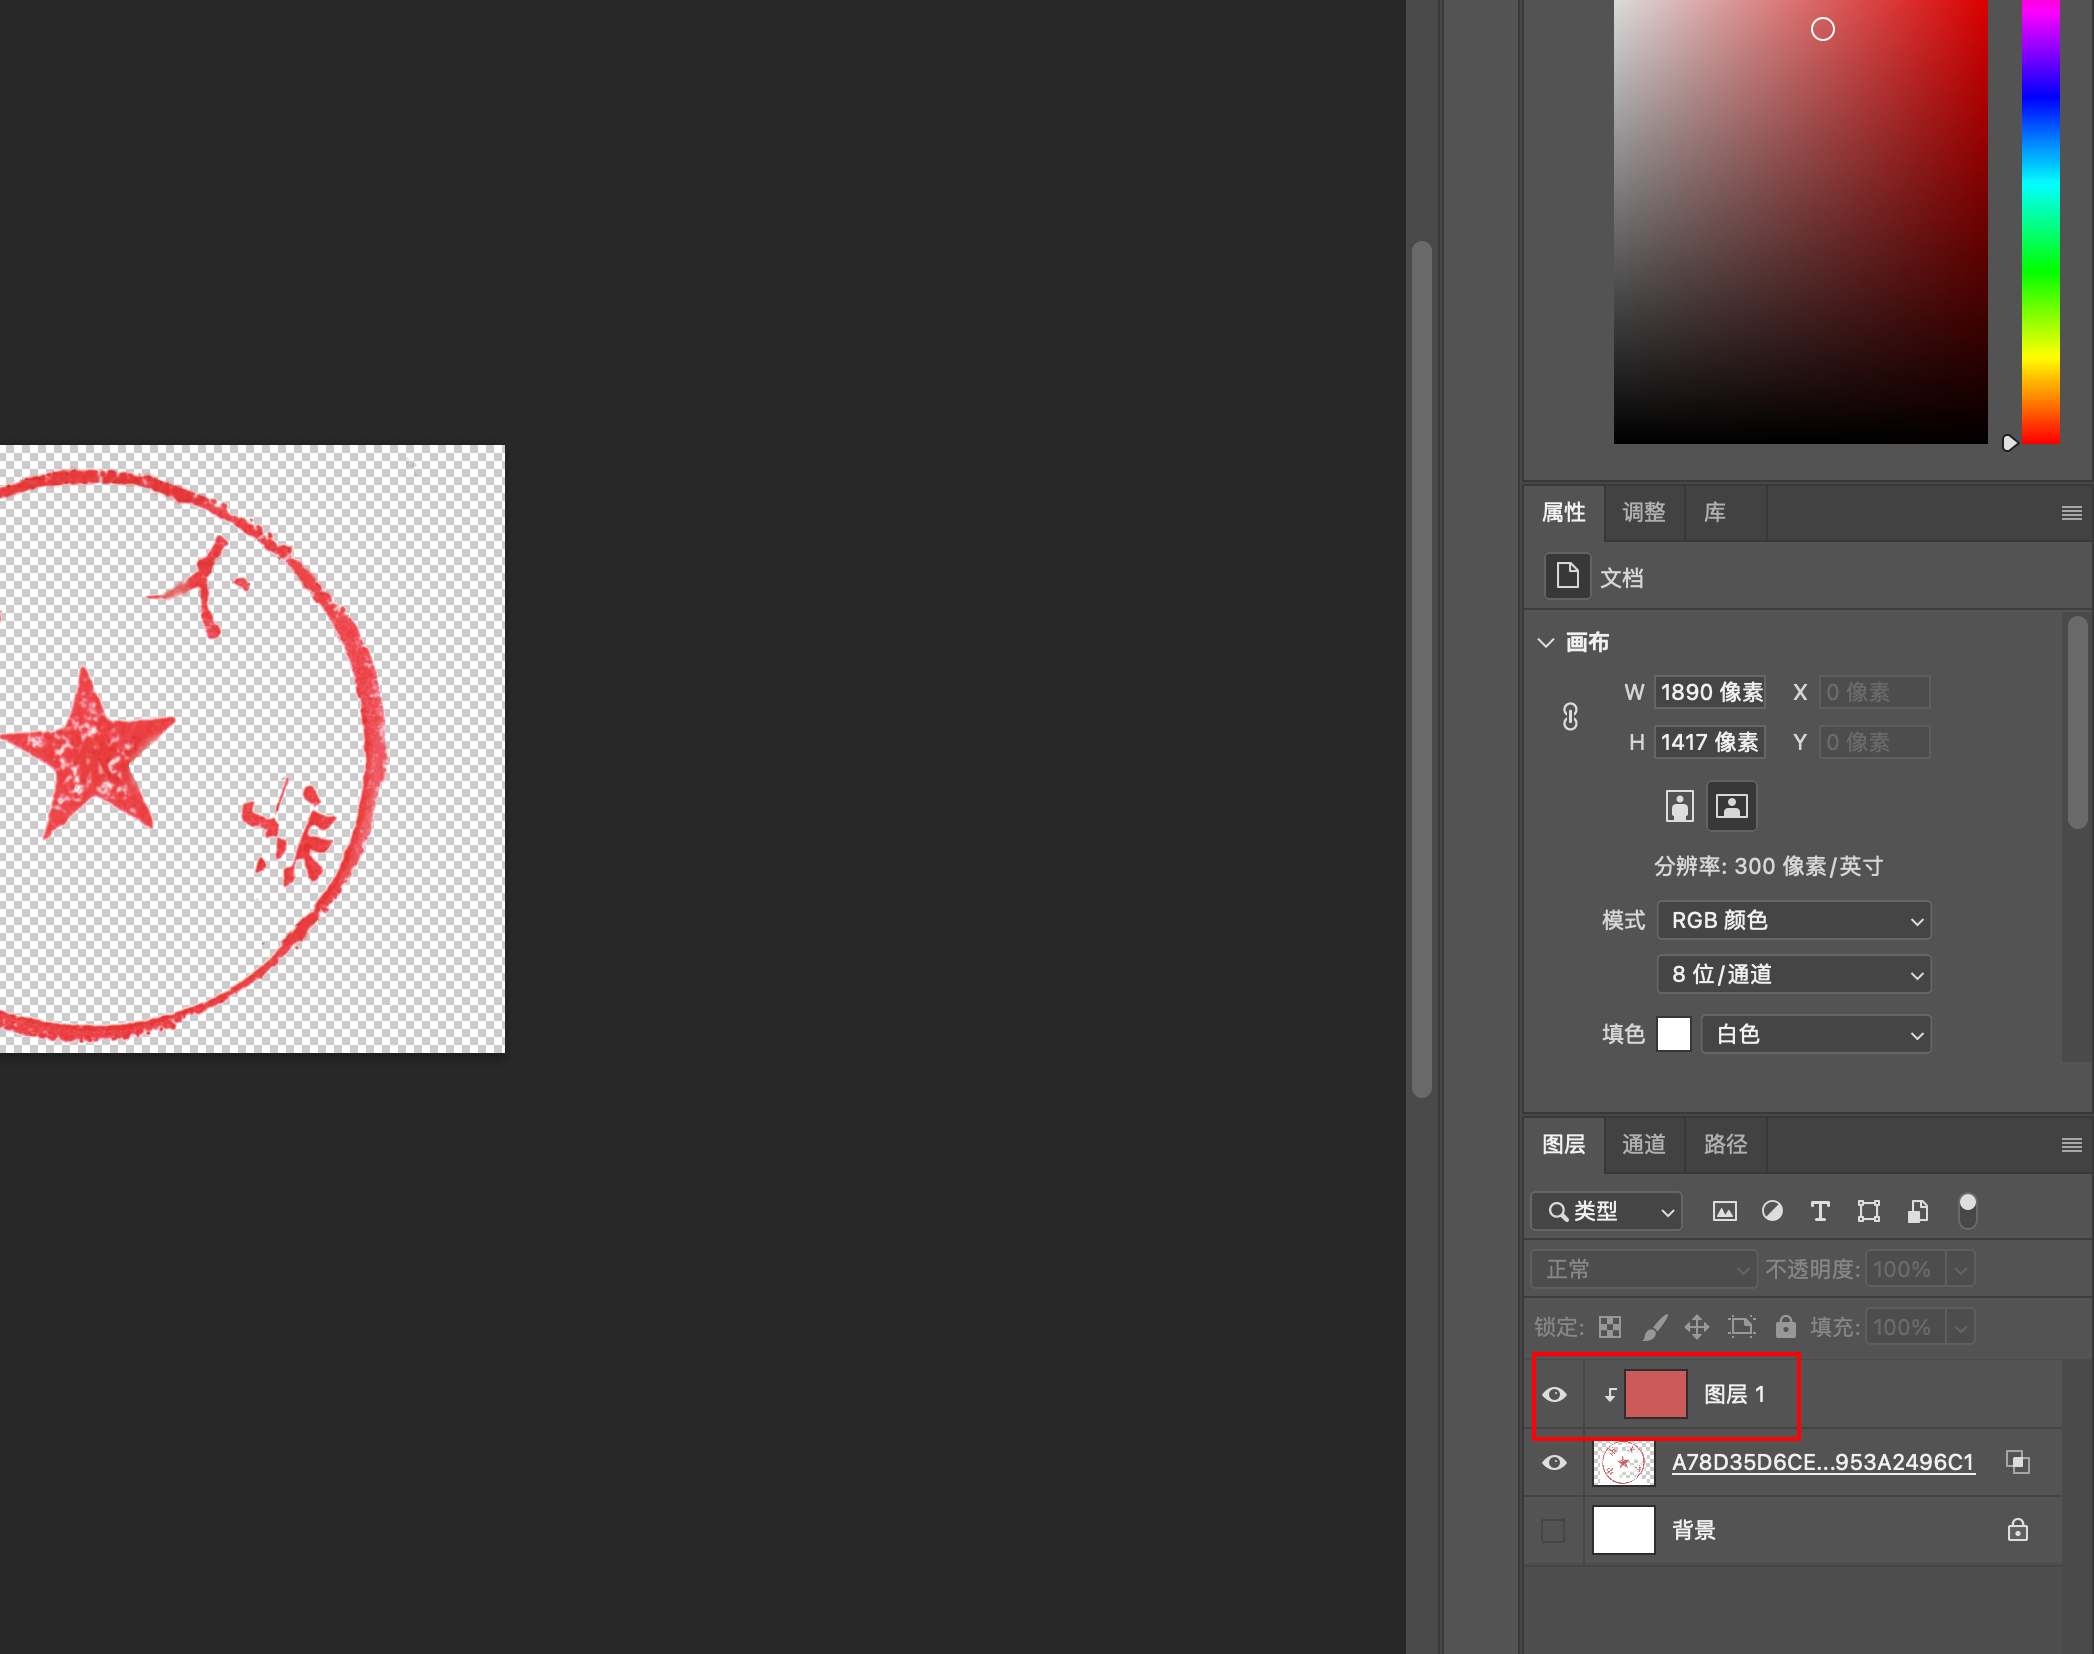 属性 调整 库
文档
画布
W 1890 像素 X 0 像素
H 1417 像素 Y 0 像素
分辨率: 300 像素/英寸
模式 RGB 颜色
8 位/通道
填色 白色
图层 通道 路径
类型
正常 不透明度: 100%
锁定: 填充: 100%
图层 1
A78D35D6CE...953A2496C1
背景